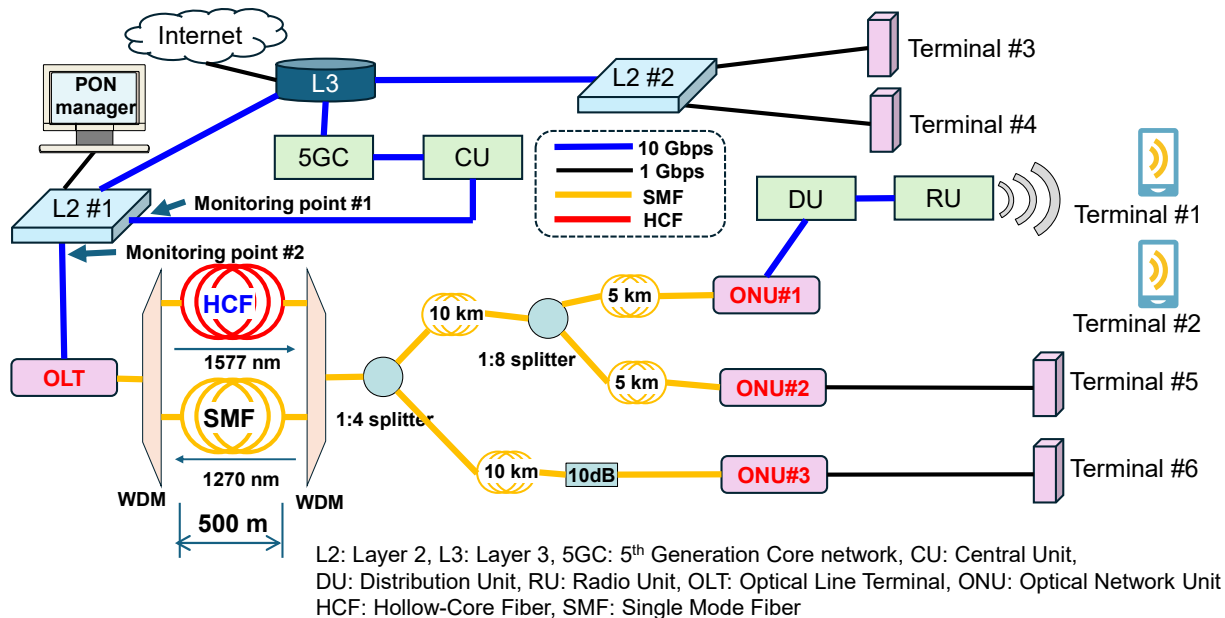 Internet
PON
manager
L3
L2 #2
Terminal #3
Terminal #4
5GC
CU
10 Gbps
1 Gbps
SMF
HCF
L2 #1
Monitoring point #1
Monitoring point #2
DU
RU
Terminal #1
Terminal #2
HCF
1577 nm
OLT
SMF
1270 nm
WDM
WDM
500 m
1:4 splitter
10 km
1:8 splitter
5 km
ONU#1
5 km
ONU#2
Terminal #5
10 km
10dB
ONU#3
Terminal #6
L2: Layer 2, L3: Layer 3, 5GC: 5th Generation Core network, CU: Central Unit,
DU: Distribution Unit, RU: Radio Unit, OLT: Optical Line Terminal, ONU: Optical Network Unit
HCF: Hollow-Core Fiber, SMF: Single Mode Fiber